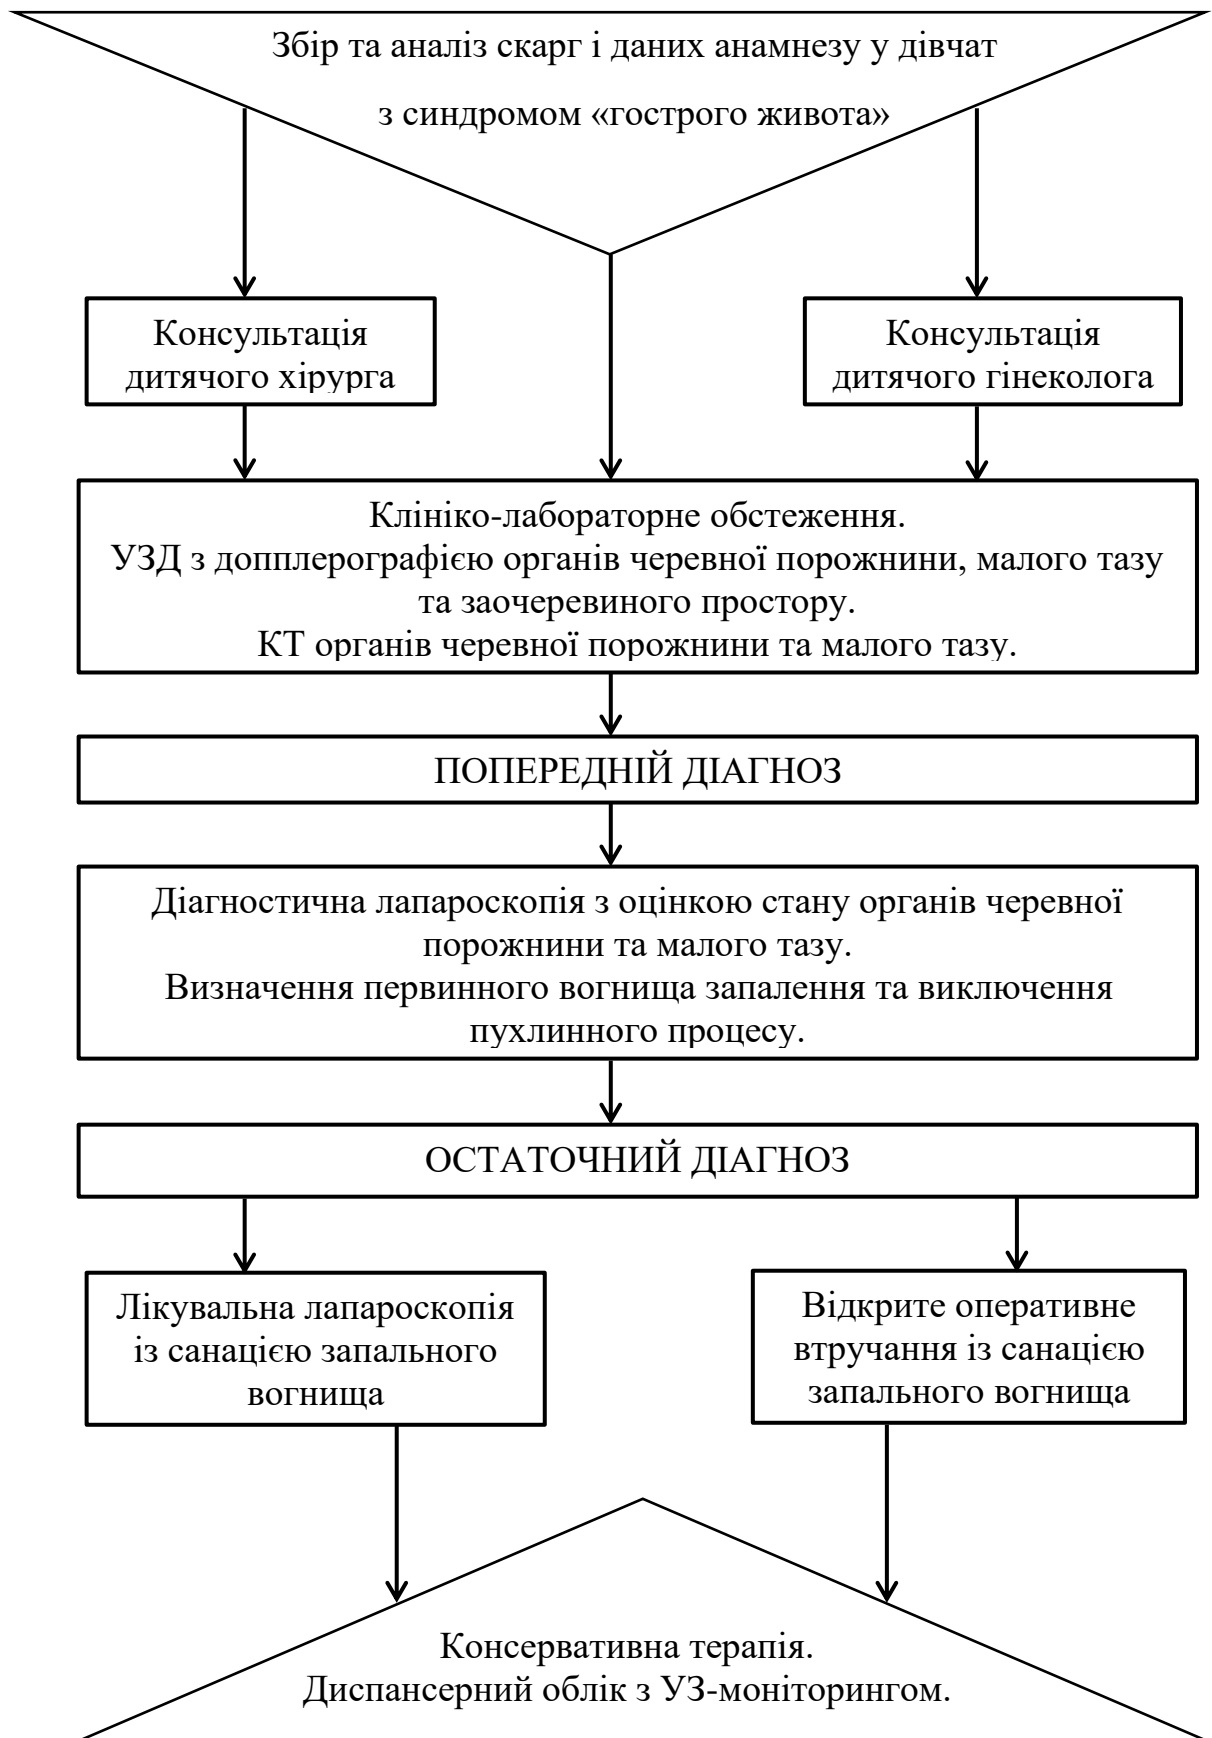 Збір та аналіз скарг і даних анамнезу у дівчат
з синдромом «гострого живота»
Консультація
дитячого хірурга
Консультація
дитячого гінеколога
Клініко-лабораторне обстеження.
УЗД з допплерографією органів черевної порожнини, малого тазу
та заочеревиного простору.
КТ органів черевної порожнини та малого тазу.
ПОПЕРЕДНІЙ ДІАГНОЗ
Діагностична лапароскопія з оцінкою стану органів черевної
порожнини та малого тазу.
Визначення первинного вогнища запалення та виключення
пухлинного процесу.
ОСТАТОЧНИЙ ДІАГНОЗ
Лікувальна лапароскопія
із санацією запального
вогнища
Відкрите оперативне
втручання із санацією
запального вогнища
Консервативна терапія.
Диспансерний облік з УЗ-моніторингом.